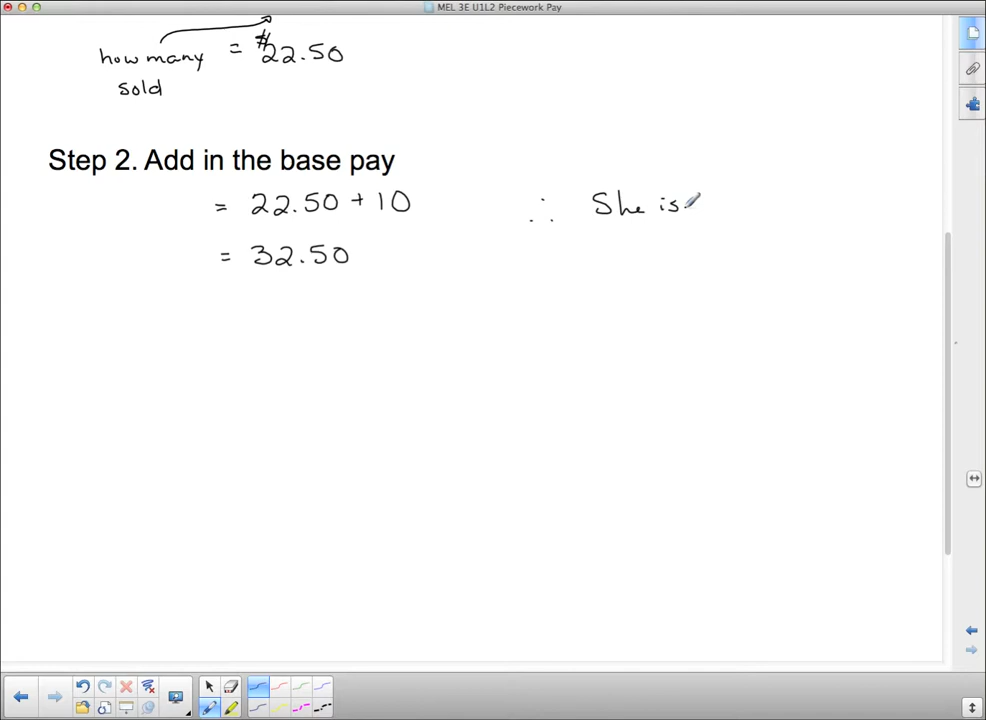 MEL 3E U1L2 Piecework Pay
how many = $22.50
sold
Step 2. Add in the base pay
= 22.50 + 10 ∴ She is
= 32.50